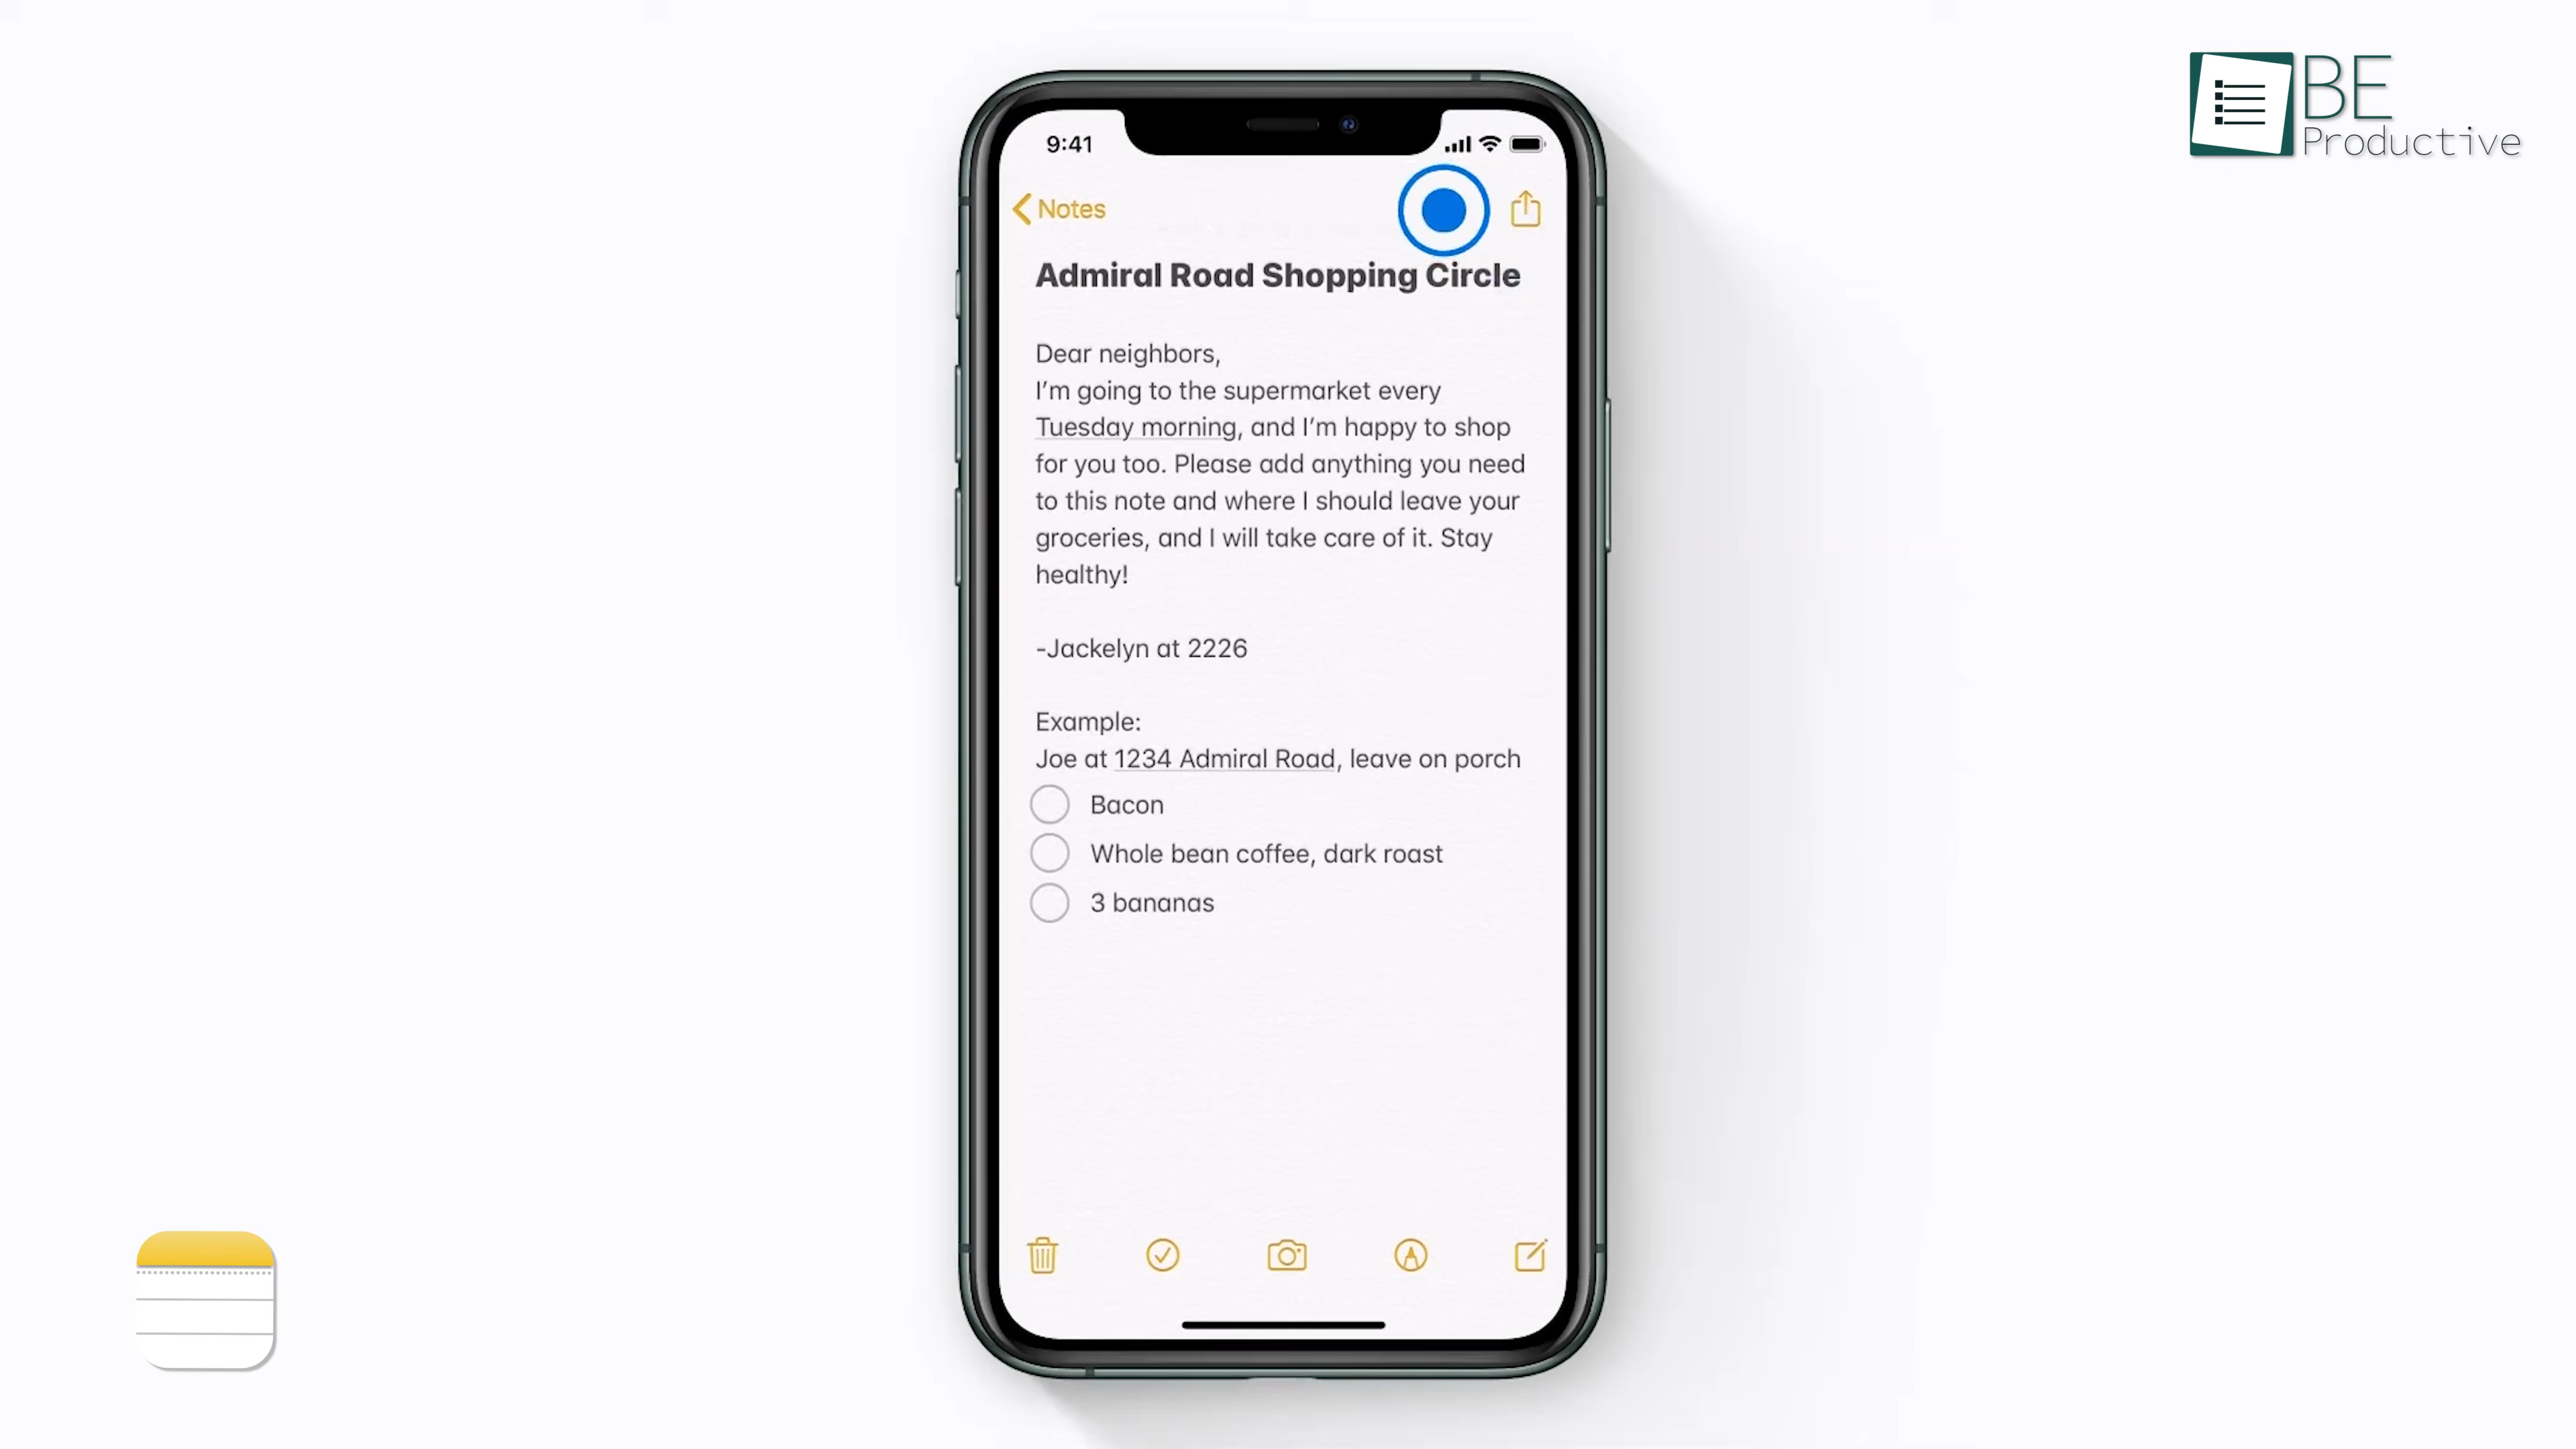 BE
Productive
9:41
Notes
Admiral Road Shopping Circle
Dear neighbors,
I'm going to the supermarket every
Tuesday morning, and I'm happy to shop
for you too. Please add anything you need
to this note and where I should leave your
groceries, and I will take care of it. Stay
healthy!
-Jackelyn at 2226
Example:
Joe at 1234 Admiral Road, leave on porch
Bacon
Whole bean coffee, dark roast
3 bananas